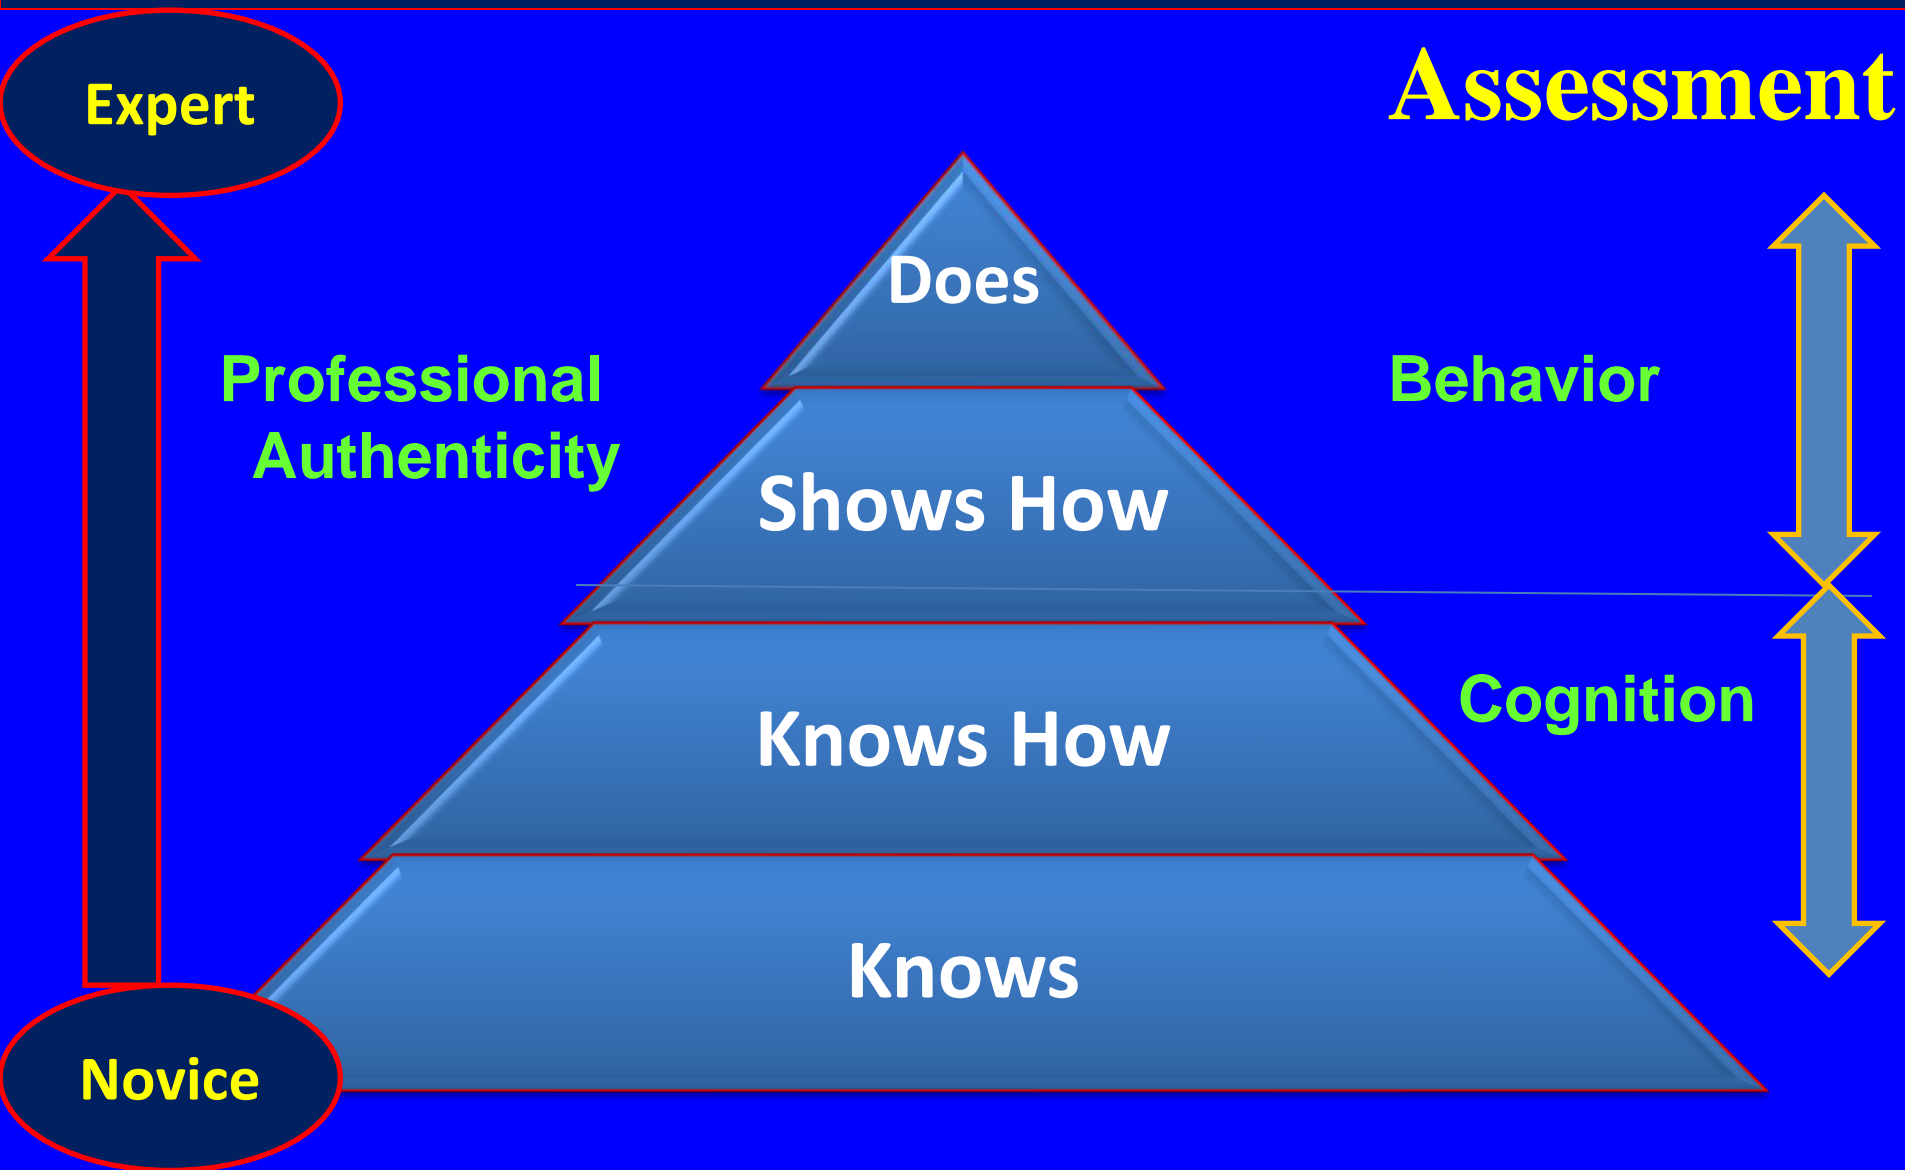 Expert
Assessment
Does
Professional
Authenticity
Behavior
Shows How
Cognition
Knows How
Knows
Novice